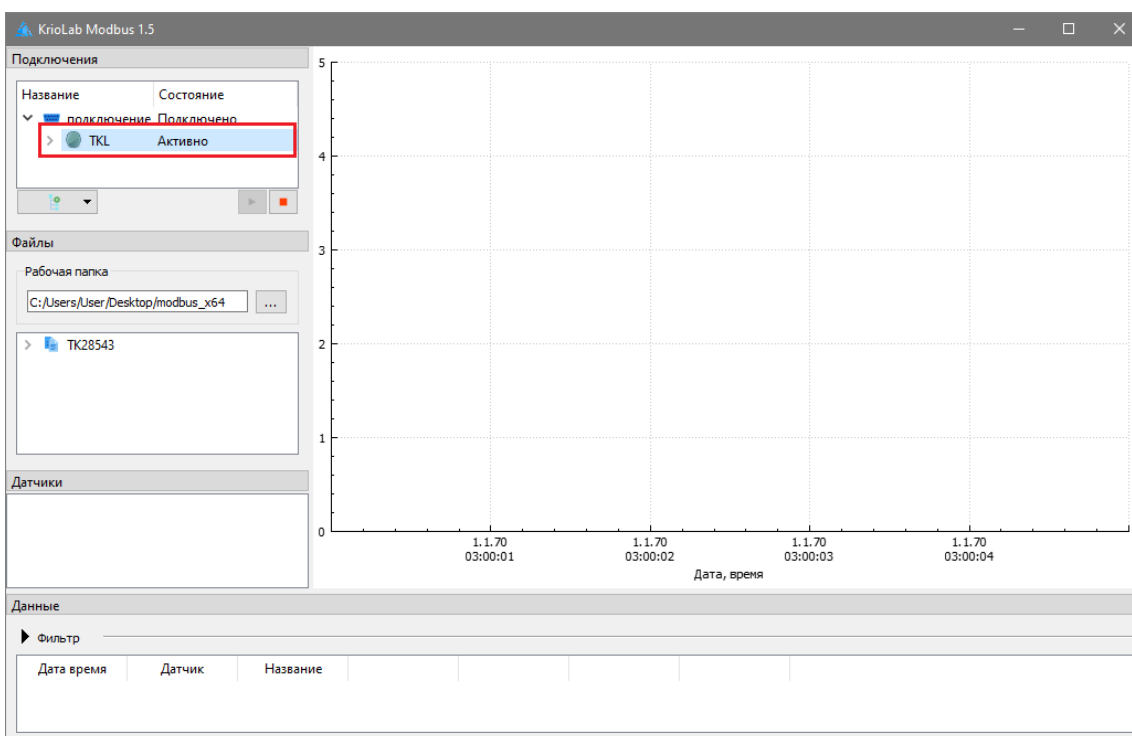 KrioLab Modbus 1.5
Подключения
Название Состояние
подключение Подключено
TKL Активно
Файлы
Рабочая папка
C:/Users/User/Desktop/modbus_x64 ...
TK28543
Датчики
5
4
3
2
1
0
1.1.70 1.1.70 1.1.70 1.1.70
03:00:01 03:00:02 03:00:03 03:00:04
Дата, время
Данные
Фильтр
Дата время Датчик Название